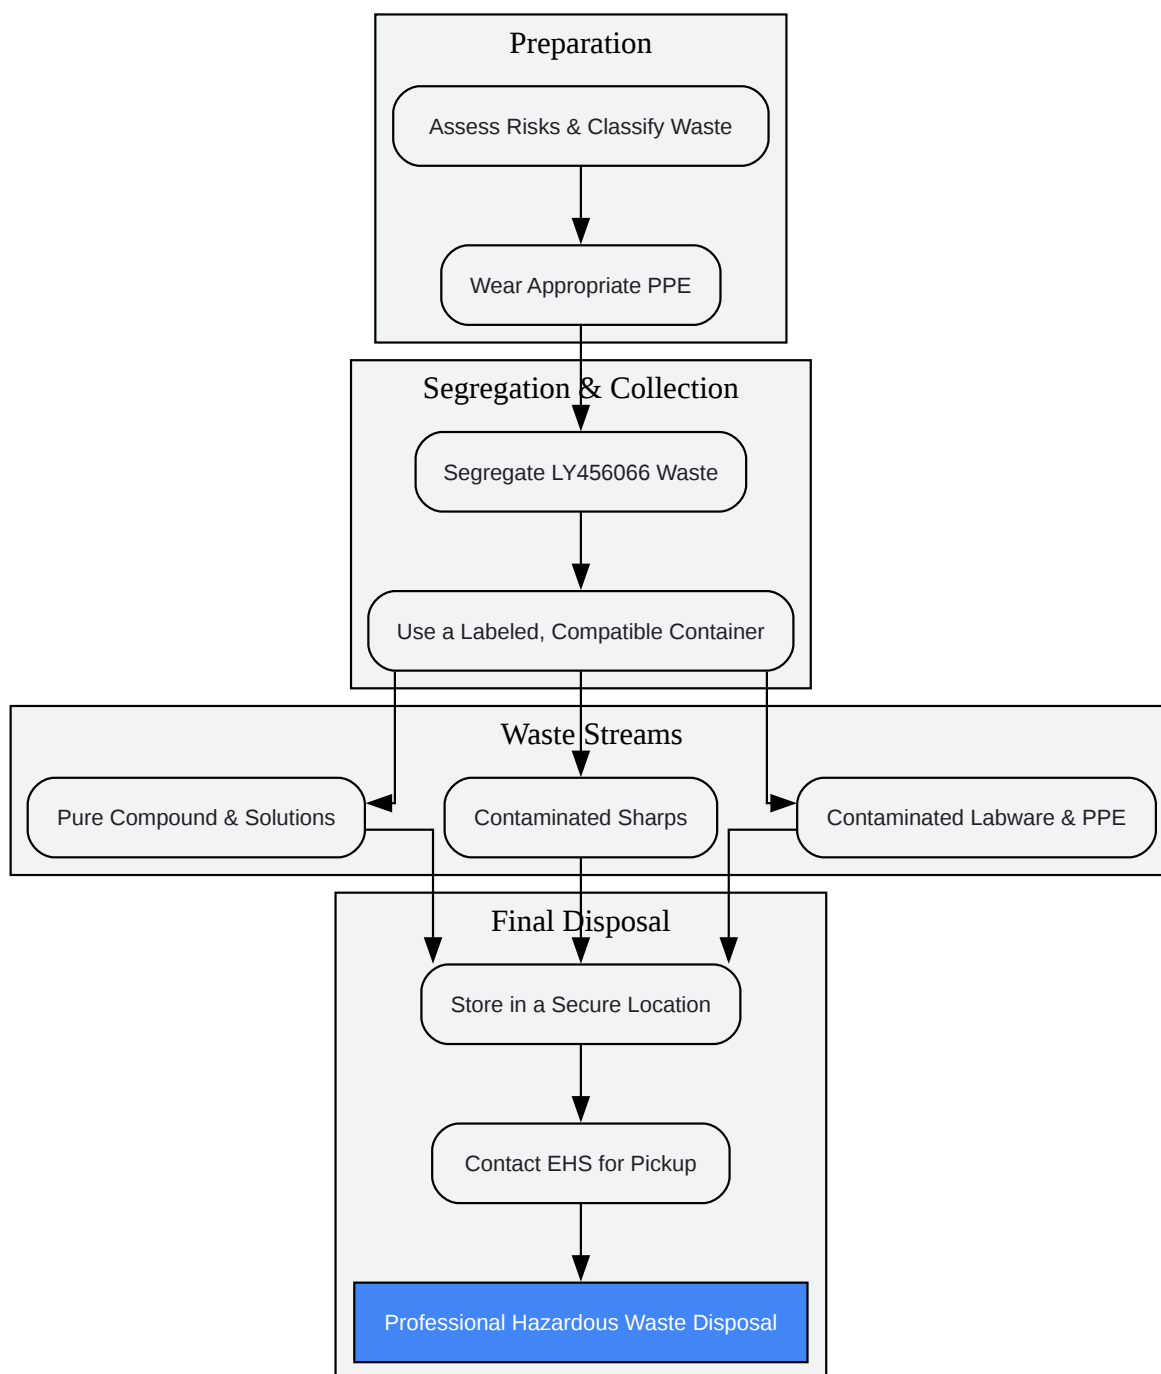 Preparation
Assess Risks & Classify Waste
Wear Appropriate PPE
Segregation & Collection
Segregate LY456066 Waste
Use a Labeled, Compatible Container
Waste Streams
Pure Compound & Solutions
Contaminated Sharps
Contaminated Labware & PPE
Final Disposal
Store in a Secure Location
Contact EHS for Pickup
Professional Hazardous Waste Disposal